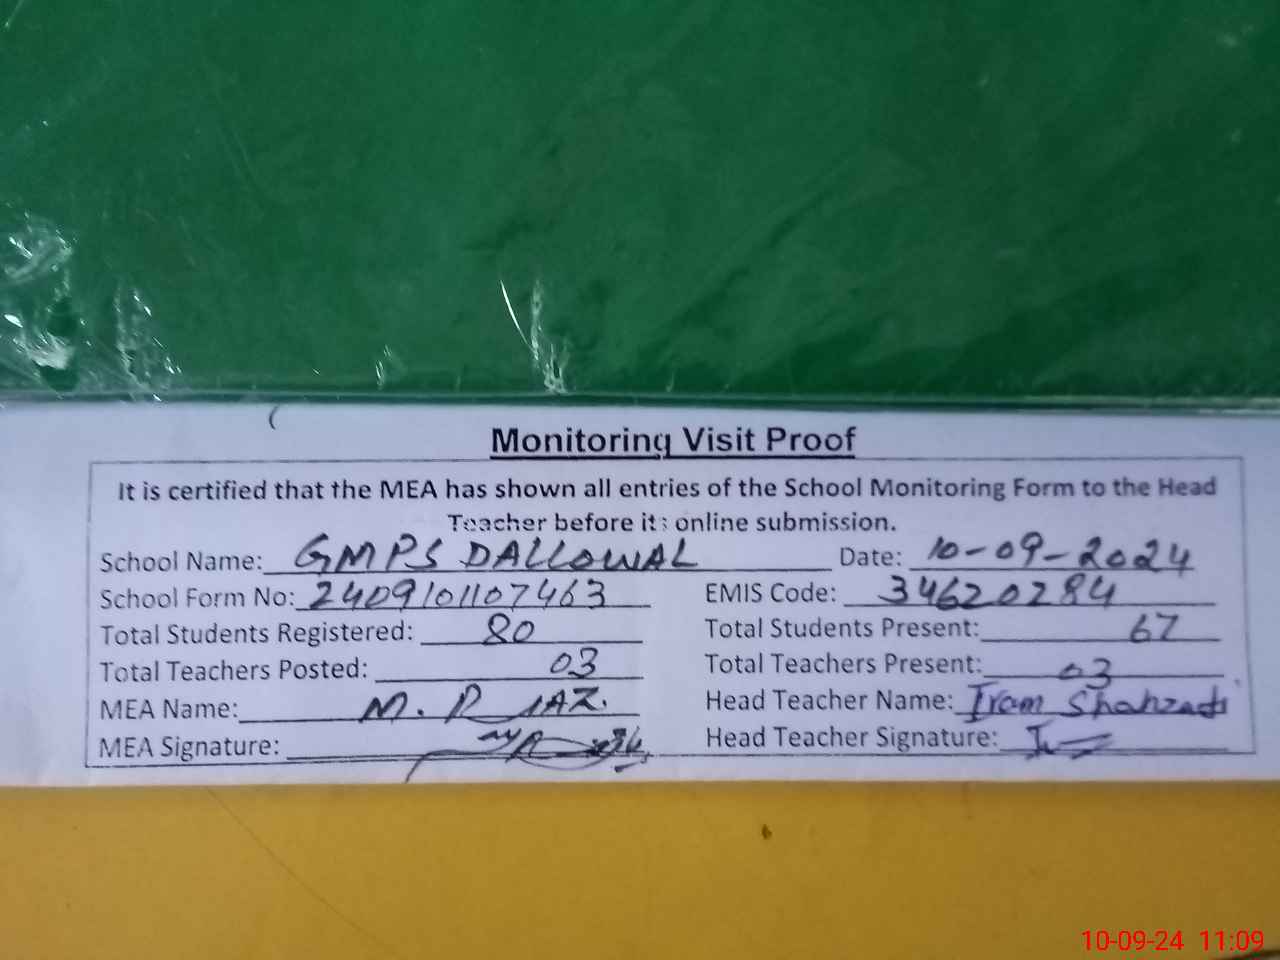 Monitoring Visit Proof
It is certified that the MEA has shown all entries of the School Monitoring Form to the Head
Teacher before its online submission.
School Name: GMPS DALLOWAL Date: 10-09-2024
School Form No: 2409101107463 EMIS Code: 34620284
Total Students Registered: 80 Total Students Present: 67
Total Teachers Posted: 03 Total Teachers Present: 03
MEA Name: M. RIAZ. Head Teacher Name: Iram Shahzadi
MEA Signature: Head Teacher Signature:
10-09-24 11:09